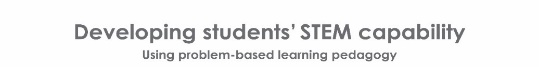 Developing students' STEM capability
Using problem-based learning pedagogy